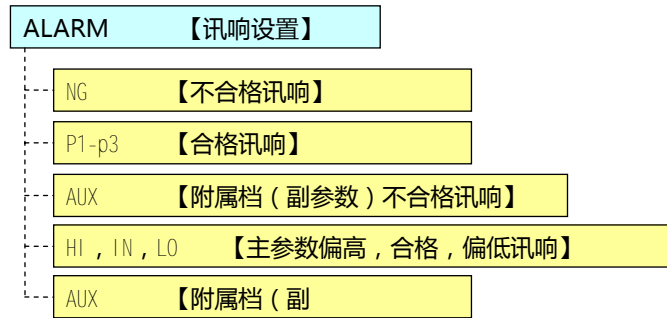 ALARM 【讯响设置】
NG 【不合格讯响】
P1-p3 【合格讯响】
AUX 【附属档（副参数）不合格讯响】
HI，IN，LO 【主参数偏高，合格，偏低讯响】
AUX 【附属档（副